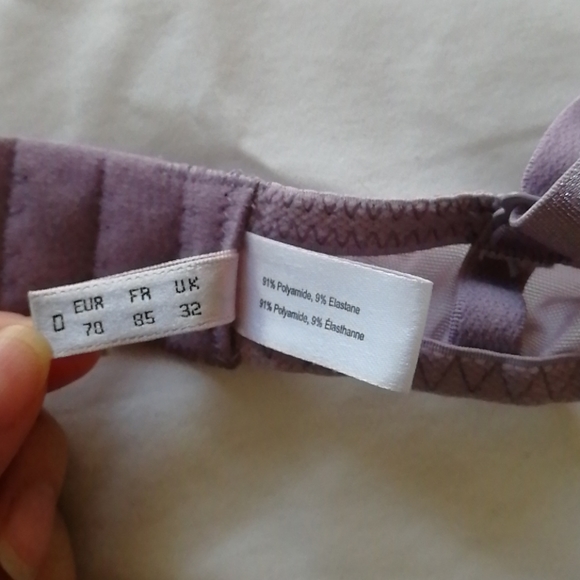 D EUR FR UK
70 85 32
91% Polyamide, 9% Elastane
91% Polyamide, 9% Élasthanne